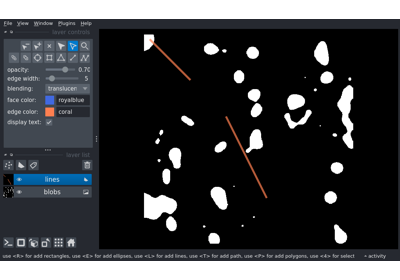 File View Window Plugins Help
layer controls
opacity: 0.70
edge width: 5
blending: translucen
face color: royalblue
edge color: coral
display text:
layer list
lines
blobs
use <R> for add rectangles, use <E> for add ellipses, use <L> for add lines, use <T> for add path, use <P> for add polygons, use <4> for select
activity